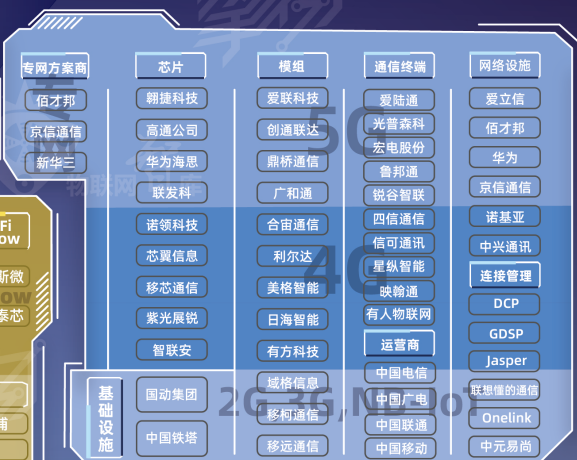 专网方案商
佰才邦
京信通信
新华三
芯片
翱捷科技
高通公司
华为海思
联发科
诺领科技
芯翼信息
移芯通信
紫光展锐
智联安
模组
爱联科技
创通联达
鼎桥通信
广和通
合宙通信
利尔达
美格智能
日海智能
有方科技
域格信息
移柯通信
移远通信
通信终端
爱陆通
光普森科
宏电股份
鲁邦通
锐谷智联
四信通信
信可通讯
星纵智能
映翰通
有人物联网
运营商
中国电信
中国广电
中国联通
中国移动
网络设施
爱立信
佰才邦
华为
京信通信
诺基亚
中兴通讯
连接管理
DCP
GDSP
Jasper
联想懂的通信
Onelink
中元易尚
基础设施
国动集团
中国铁塔
5G
4G
2G,3G,NB-IoT
Fi
ow
斯微
ow
泰芯